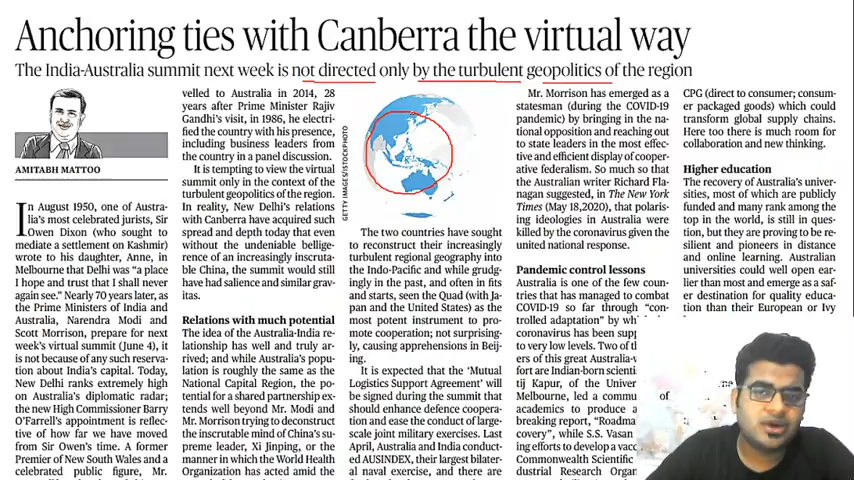 Anchoring ties with Canberra the virtual way
The India-Australia summit next week is not directed only by the turbulent geopolitics of the region
AMITABH MATTOO
In August 1950, one of Austra-
lia's most celebrated jurists, Sir
Owen Dixon (who sought to
mediate a settlement on Kashmir)
wrote to his daughter, Anne, in
Melbourne that Delhi was “a place
I hope and trust that I shall never
again see.” Nearly 70 years later, as
the Prime Ministers of India and
Australia, Narendra Modi and
Scott Morrison, prepare for next
week's virtual summit (June 4), it
is not because of any such reserva-
tion about India's capital. Today,
New Delhi ranks extremely high
on Australia's diplomatic radar;
the new High Commissioner Barry
O'Farrell's appointment is reflec-
tive of how far we have moved
from Sir Owen's time. A former
Premier of New South Wales and a
celebrated public figure, Mr.
velled to Australia in 2014, 28
years after Prime Minister Rajiv
Gandhi's visit, in 1986, he electri-
fied the country with his presence,
including business leaders from
the country in a panel discussion.
It is tempting to view the virtual
summit only in the context of the
turbulent geopolitics of the region.
In reality, New Delhi's relations
with Canberra have acquired such
spread and depth today that even
without the undeniable bellige-
rence of an increasingly inscruta-
ble China, the summit would still
have had salience and similar grav-
itas.
Relations with much potential
The idea of the Australia-India re-
lationship has well and truly ar-
rived; and while Australia's popu-
lation is roughly the same as the
National Capital Region, the po-
tential for a shared partnership ex-
tends well beyond Mr. Modi and
Mr. Morrison trying to deconstruct
the inscrutable mind of China's su-
preme leader, Xi Jinping, or the
manner in which the World Health
Organization has acted amid the
GETTY IMAGES/ISTOCKPHOTO
The two countries have sought
to reconstruct their increasingly
turbulent regional geography into
the Indo-Pacific and while grudg-
ingly in the past, and often in fits
and starts, seen the Quad (with Ja-
pan and the United States) as the
most potent instrument to pro-
mote cooperation; not surprising-
ly, causing apprehensions in Beij-
ing.
It is expected that the ‘Mutual
Logistics Support Agreement’ will
be signed during the summit that
should enhance defence coopera-
tion and ease the conduct of large-
scale joint military exercises. Last
April, Australia and India conduct-
ed AUSINDEX, their largest bilater-
al naval exercise, and there are
Mr. Morrison has emerged as a
statesman (during the COVID-19
pandemic) by bringing in the na-
tional opposition and reaching out
to state leaders in the most effec-
tive and efficient display of cooper-
ative federalism. So much so that
the Australian writer Richard Fla-
nagan suggested, in The New York
Times (May 18,2020), that polaris-
ing ideologies in Australia were
killed by the coronavirus given the
united national response.
Pandemic control lessons
Australia is one of the few coun-
tries that has managed to combat
COVID-19 so far through “con-
trolled adaptation” by
coronavirus has been
to very low levels. Two of
ers of this great
fort are Indian-born
Kapur, of the
Melbourne, led a
academics to produce a
breaking report,
while S.S.
ing efforts to develop a
Commonwealth
dustrial Research
CPG (direct to consumer; consum-
er packaged goods) which could
transform global supply chains.
Here too there is much room for
collaboration and new thinking.
Higher education
The recovery of Australia's univer-
sities, most of which are publicly
funded and many rank among the
top in the world, is still in ques-
tion, but they are proving to be re-
silient and pioneers in distance
and online learning. Australian
universities could well open ear-
lier than most and emerge as a saf-
er destination for quality educa-
tion than their European or Ivy